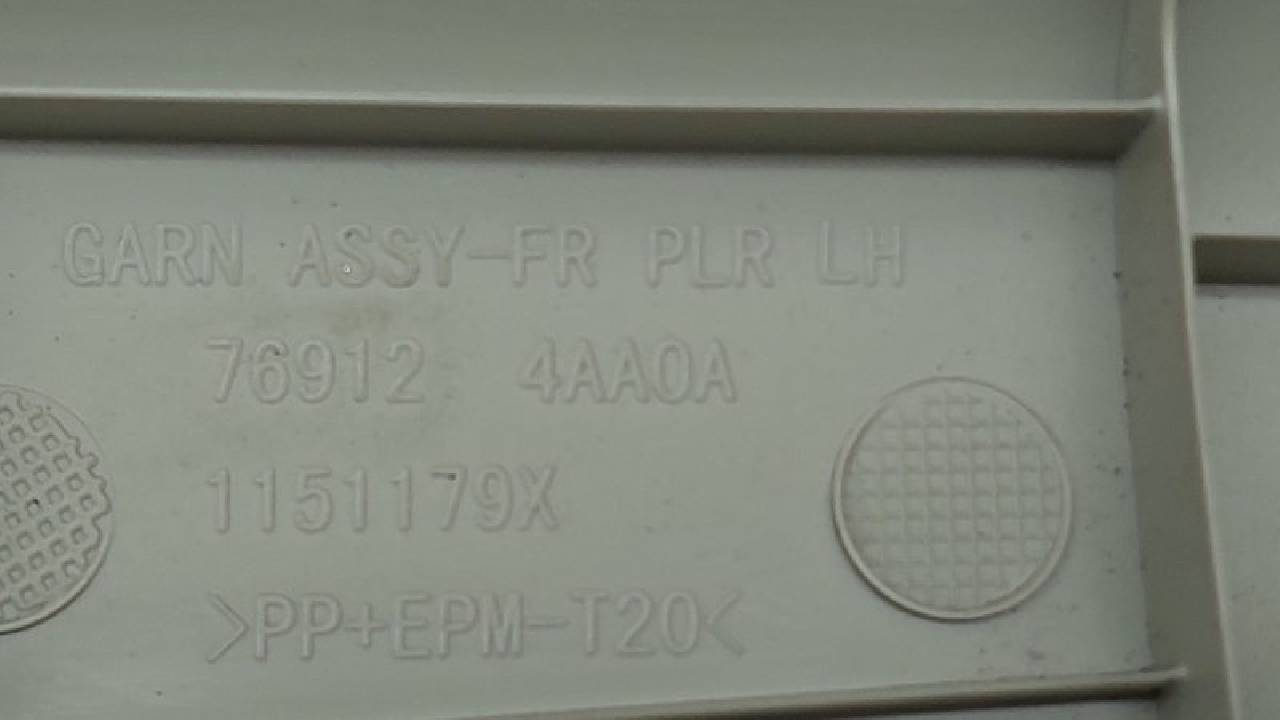 GARN ASSY-FR PLR LH
76912 4AA0A
1151179X
>PP+EPM-T20<